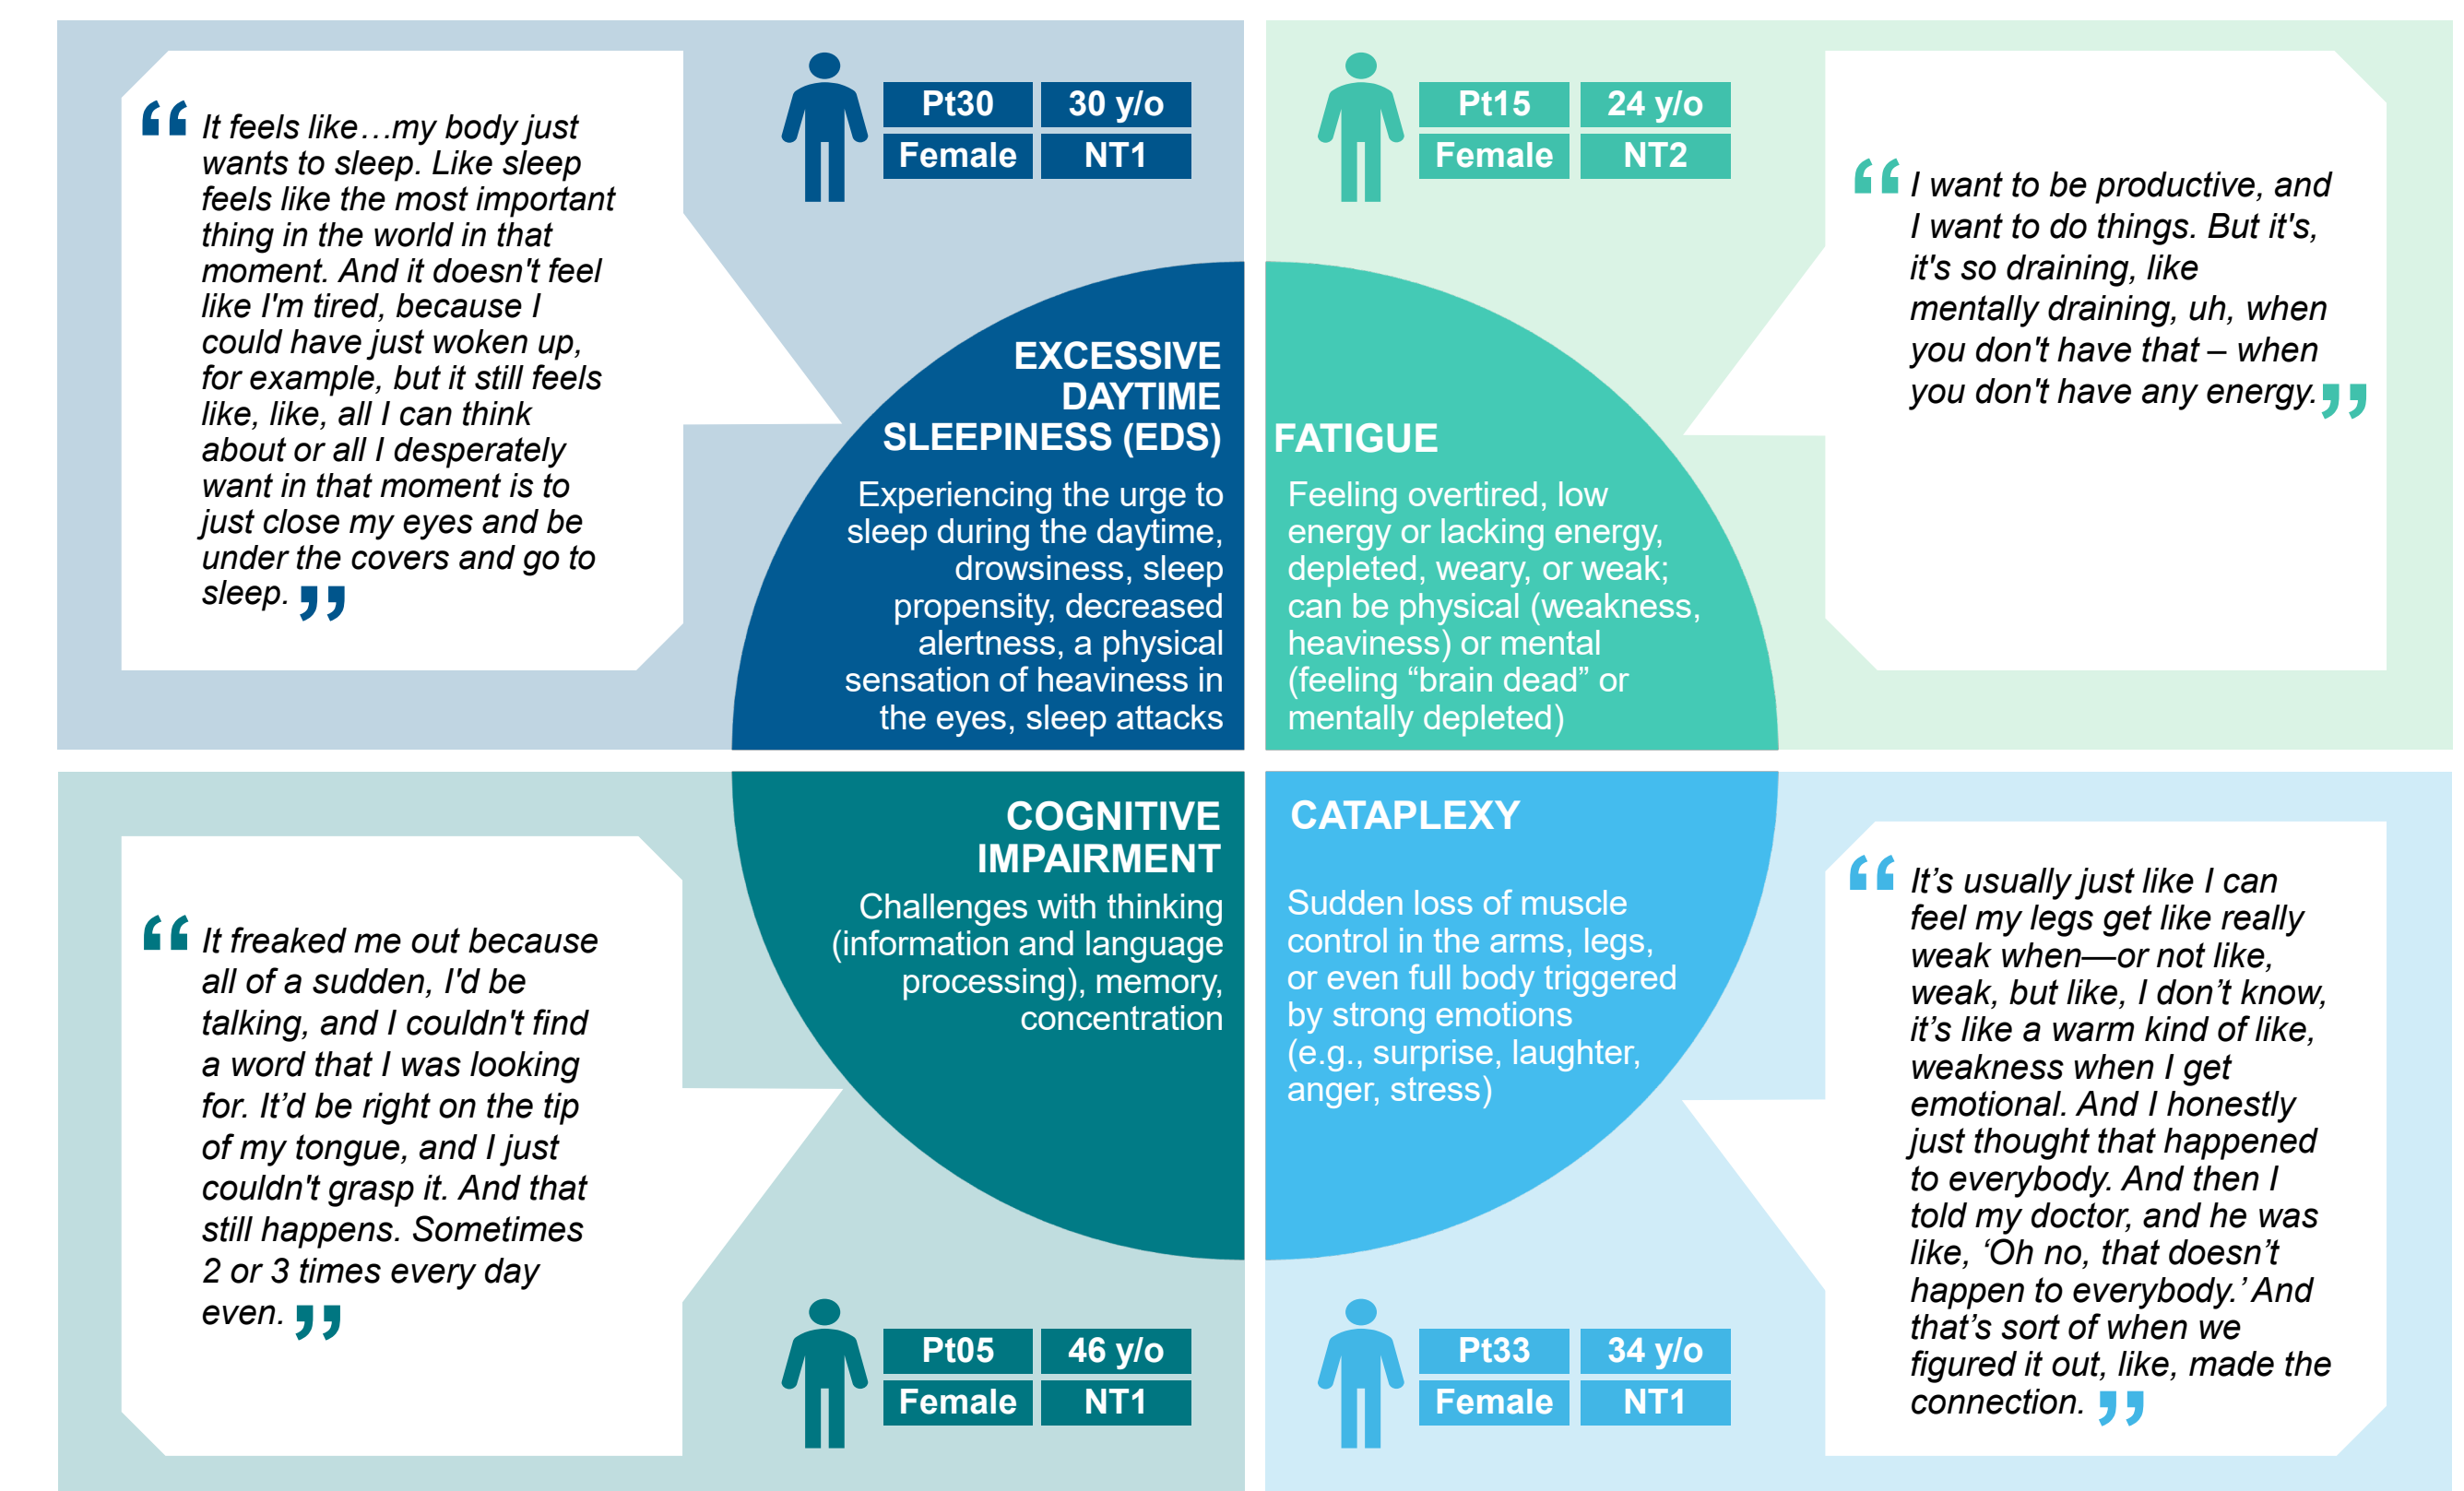 “ It feels like…my body just
wants to sleep. Like sleep
feels like the most important
thing in the world in that
moment. And it doesn't feel
like I'm tired, because I
could have just woken up,
for example, but it still feels
like, like, all I can think
about or all I desperately
want in that moment is to
just close my eyes and be
under the covers and go to
sleep. ”
Pt30 30 y/o
Female NT1
EXCESSIVE
DAYTIME
SLEEPINESS (EDS)
Experiencing the urge to
sleep during the daytime,
drowsiness, sleep
propensity, decreased
alertness, a physical
sensation of heaviness in
the eyes, sleep attacks
Pt15 24 y/o
Female NT2
FATIGUE
Feeling overtired, low
energy or lacking energy,
depleted, weary, or weak;
can be physical (weakness,
heaviness) or mental
(feeling “brain dead” or
mentally depleted)
“ I want to be productive, and
I want to do things. But it's,
it's so draining, like
mentally draining, uh, when
you don't have that – when
you don't have any energy. ”
“ It freaked me out because
all of a sudden, I'd be
talking, and I couldn't find
a word that I was looking
for. It’d be right on the tip
of my tongue, and I just
couldn't grasp it. And that
still happens. Sometimes
2 or 3 times every day
even. ”
COGNITIVE
IMPAIRMENT
Challenges with thinking
(information and language
processing), memory,
concentration
Pt05 46 y/o
Female NT1
CATAPLEXY
Sudden loss of muscle
control in the arms, legs,
or even full body triggered
by strong emotions
(e.g., surprise, laughter,
anger, stress)
Pt33 34 y/o
Female NT1
“ It’s usually just like I can
feel my legs get like really
weak when—or not like,
weak, but like, I don’t know,
it’s like a warm kind of like,
weakness when I get
emotional. And I honestly
just thought that happened
to everybody. And then I
told my doctor, and he was
like, ‘Oh no, that doesn’t
happen to everybody.’ And
that’s sort of when we
figured it out, like, made the
connection. ”